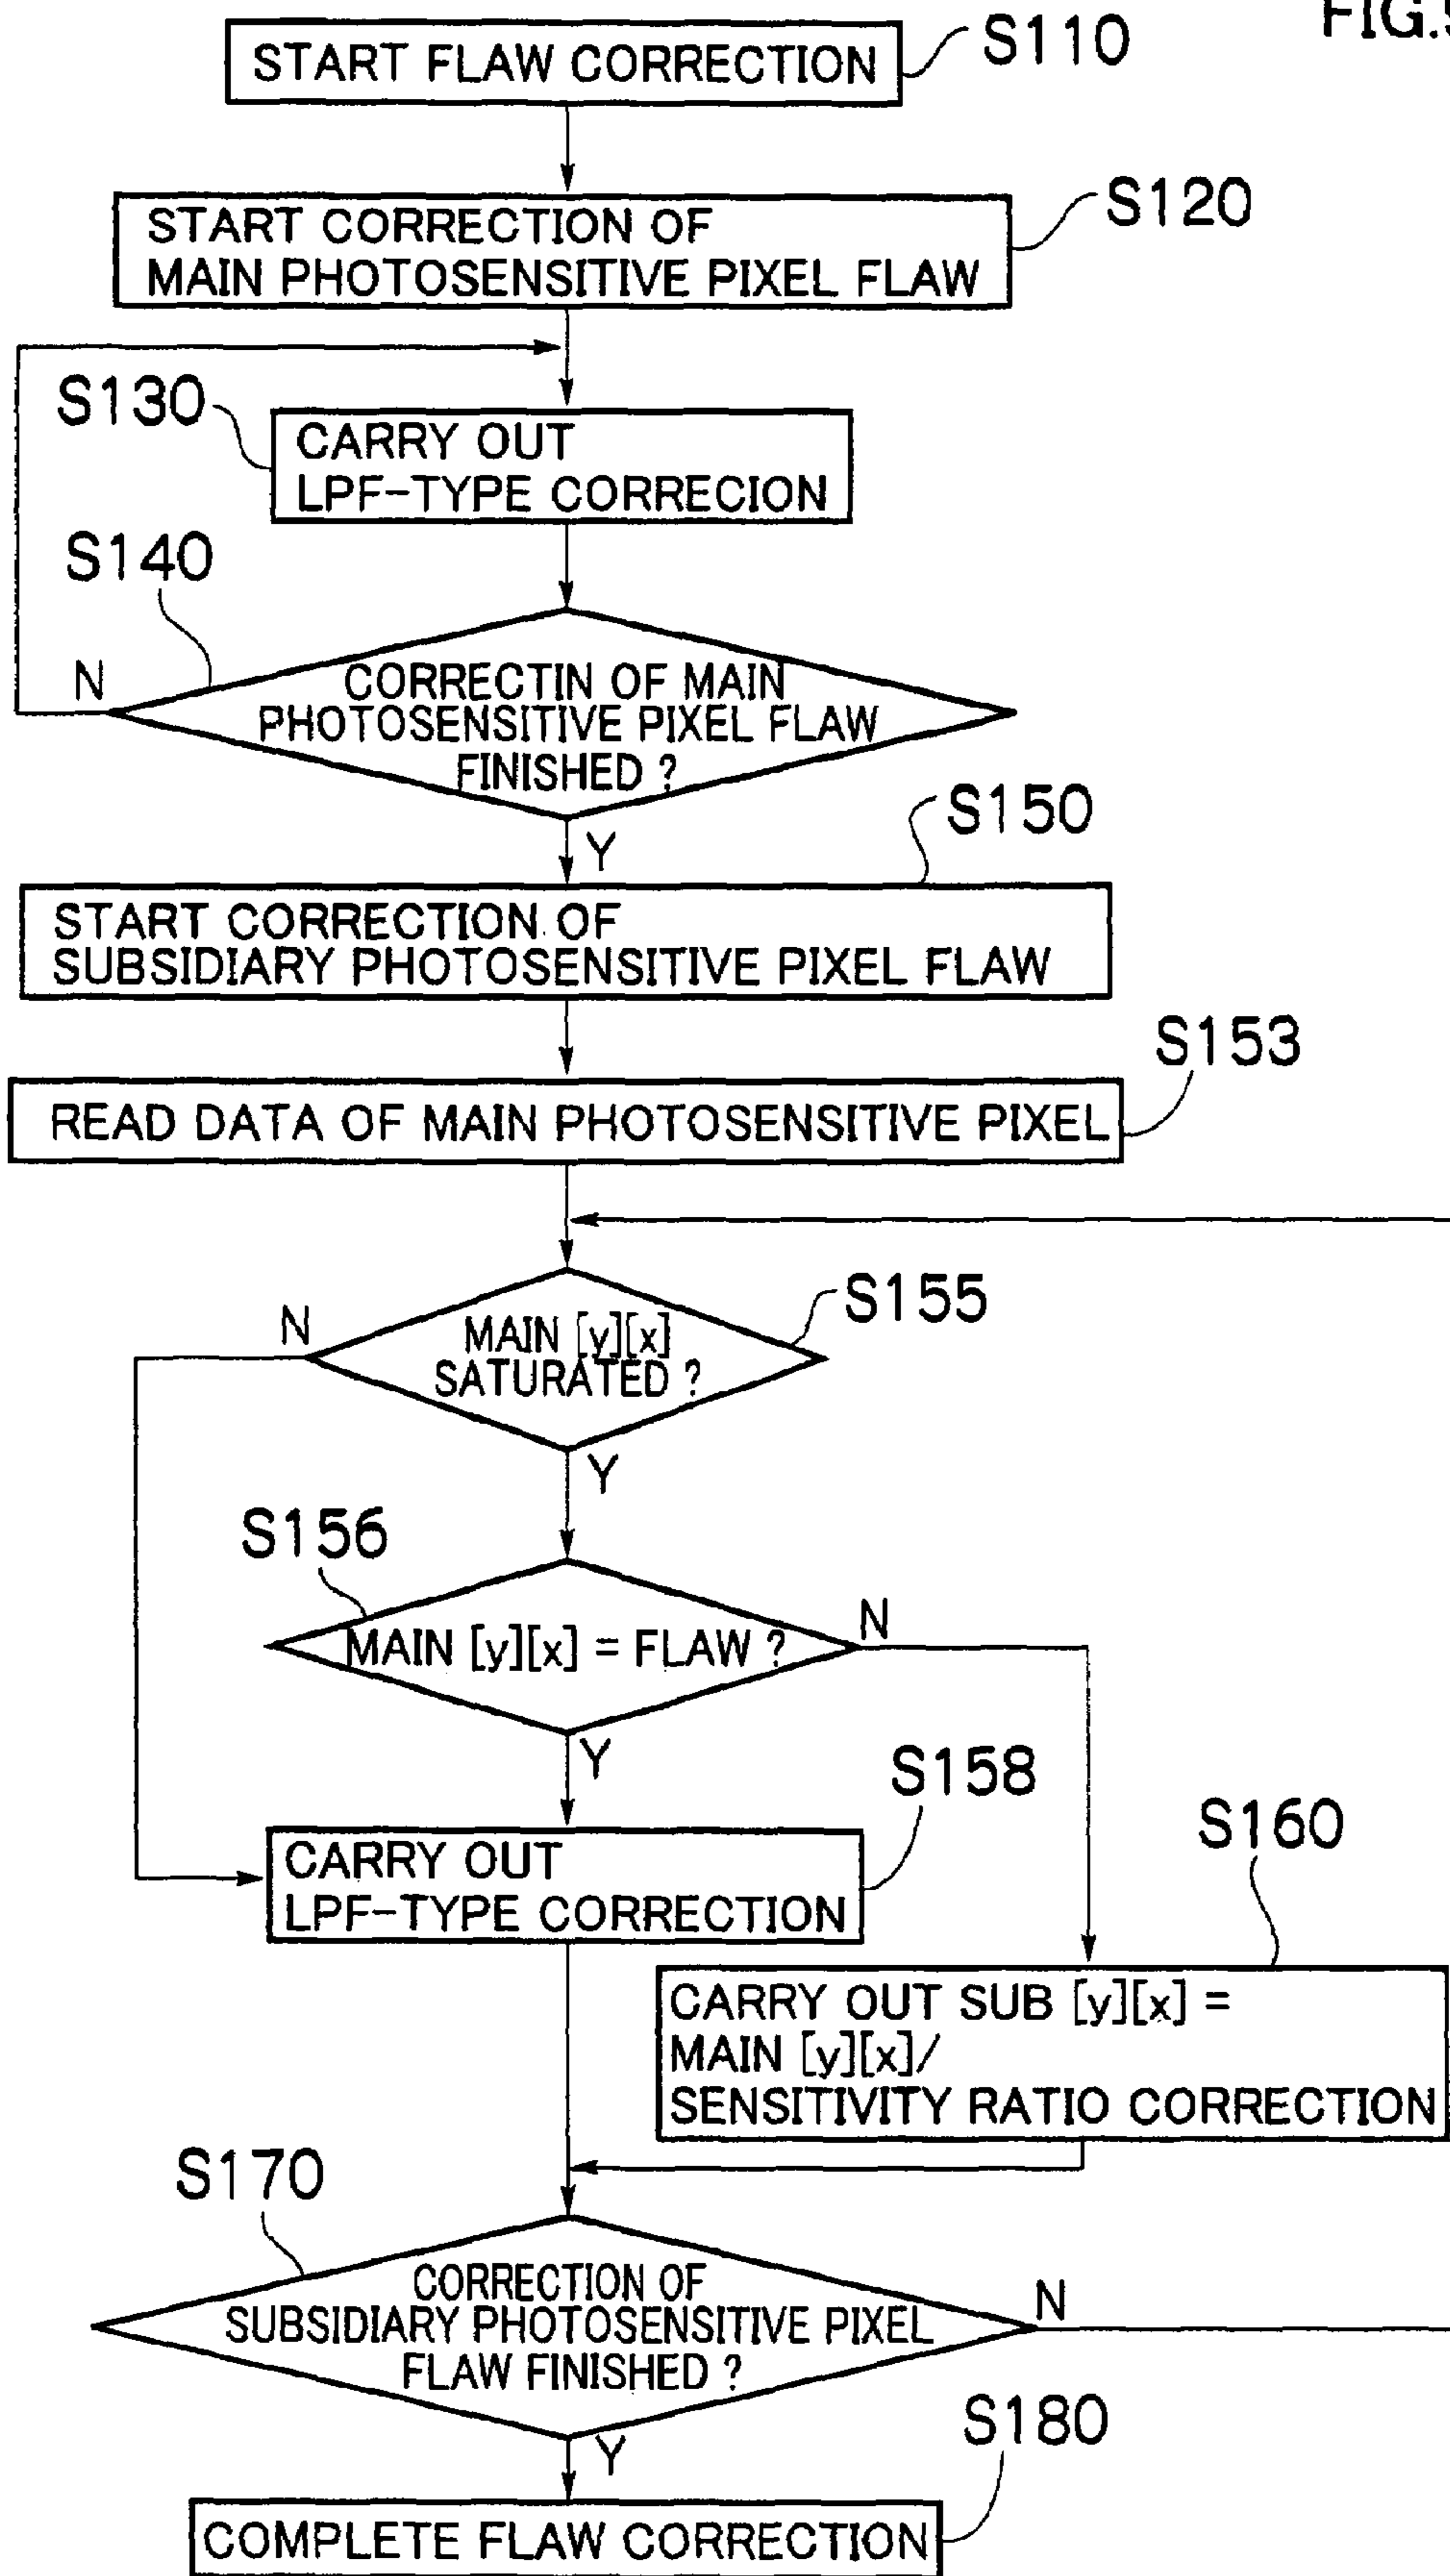 FIG.
START FLAW CORRECTION
S110
START CORRECTION OF
MAIN PHOTOSENSITIVE PIXEL FLAW
S120
S130
CARRY OUT
LPF-TYPE CORRECION
S140
N
CORRECTIN OF MAIN
PHOTOSENSITIVE PIXEL FLAW
FINISHED ?
Y
S150
START CORRECTION OF
SUBSIDIARY PHOTOSENSITIVE PIXEL FLAW
S153
READ DATA OF MAIN PHOTOSENSITIVE PIXEL
S155
N
MAIN [y][x]
SATURATED ?
Y
S156
N
MAIN [y][x] = FLAW ?
Y
S158
CARRY OUT
LPF-TYPE CORRECTION
S160
CARRY OUT SUB [y][x] =
MAIN [y][x]/
SENSITIVITY RATIO CORRECTION
S170
CORRECTION OF
SUBSIDIARY PHOTOSENSITIVE PIXEL
FLAW FINISHED ?
N
Y
S180
COMPLETE FLAW CORRECTION